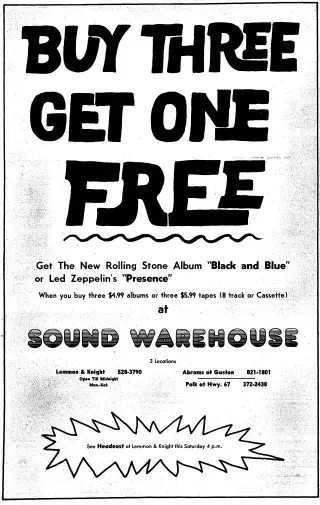 BUY THREE
GET ONE
FREE
Get The New Rolling Stone Album "Black and Blue"
or Led Zeppelin's "Presence"
When you buy three $4.99 albums or three $5.99 tapes (8 track or Cassette)
at
SOUND WAREHOUSE
3 Locations
Lemmon & Knight 528-3790 Abrams at Gaston 821-1801
Open Till Midnight
Mon.-Sat. Polk at Hwy. 67 372-2438
See Headeast at Lemmon & Knight this Saturday 4 p.m.